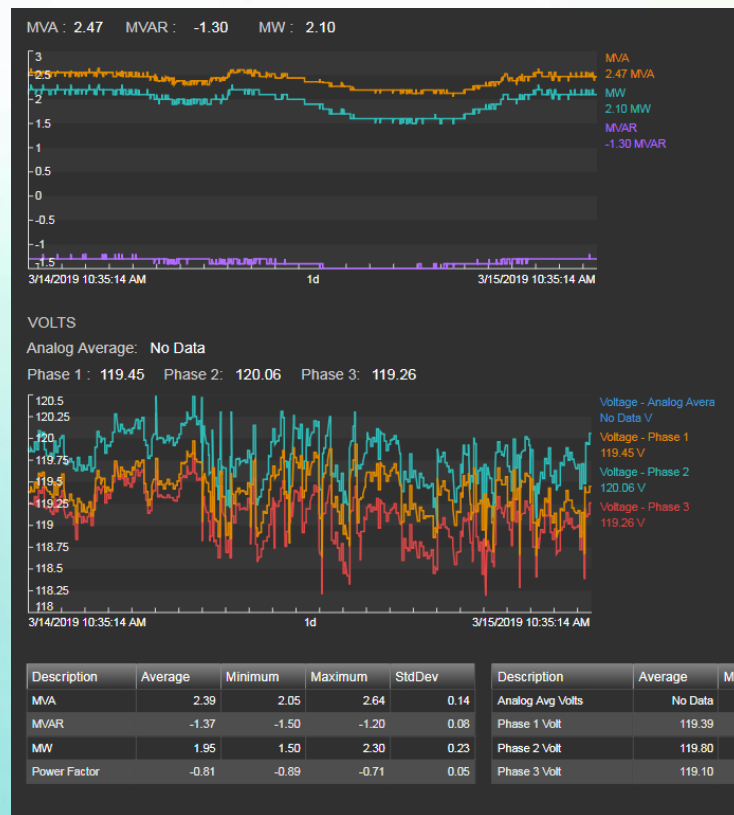 MVA : 2.47 MVAR : -1.30 MW : 2.10
3
2.5
2
1.5
1
0.5
0
-0.5
-1
-1.5
MVA
2.47 MVA
MW
2.10 MW
MVAR
-1.30 MVAR
3/14/2019 10:35:14 AM 1d 3/15/2019 10:35:14 AM
VOLTS
Analog Average: No Data
Phase 1 : 119.45 Phase 2: 120.06 Phase 3: 119.26
120.5
120.25
120
119.75
119.5
119.25
119
118.75
118.5
118.25
118
Voltage - Analog Avera
No Data V
Voltage - Phase 1
119.45 V
Voltage - Phase 2
120.06 V
Voltage - Phase 3
119.26 V
3/14/2019 10:35:14 AM 1d 3/15/2019 10:35:14 AM
Description Average Minimum Maximum StdDev
MVA 2.39 2.05 2.64 0.14
MVAR -1.37 -1.50 -1.20 0.08
MW 1.95 1.50 2.30 0.23
Power Factor -0.81 -0.89 -0.71 0.05
Description Average M
Analog Avg Volts No Data
Phase 1 Volt 119.39
Phase 2 Volt 119.80
Phase 3 Volt 119.10